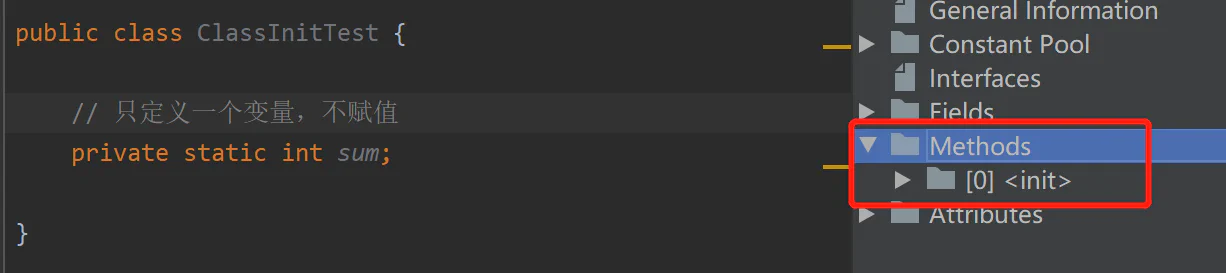 public class ClassInitTest {
// 只定义一个变量，不赋值
private static int sum;
}
General Information
Constant Pool
Interfaces
Fields
Methods
[0] <init>
Attributes